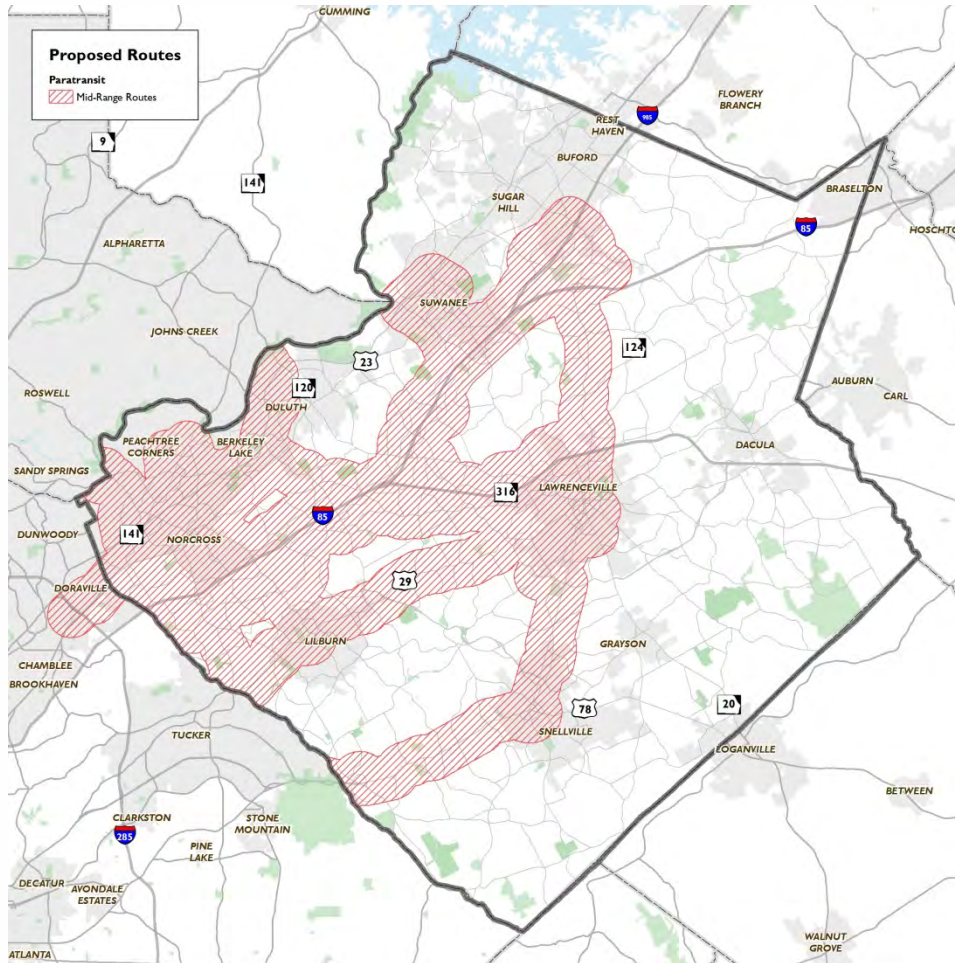 CUMMING
Proposed Routes
Paratransit
Mid-Range Routes
FLOWERY
BRANCH
985
REST
HAVEN
9
BUFORD
141
SUGAR
HILL
BRASELTON
85
HOSCHTO
ALPHARETTA
SUWANEE
JOHNS CREEK
23
124
120
ROSWELL
DULUTH
AUBURN
CARL
PEACHTREE
CORNERS
BERKELEY
LAKE
DACULA
SANDY SPRINGS
LAWRENCEVILLE
316
85
DUNWOODY
141
NORCROSS
29
DORAVILLE
LILBURN
GRAYSON
CHAMBLEE
BROOKHAVEN
78
20
SNELLVILLE
TUCKER
LOGANVILLE
BETWEEN
CLARKSTON
STONE
MOUNTAIN
285
PINE
LAKE
DECATUR
AVONDALE
ESTATES
WALNUT
GROVE
ATLANTA